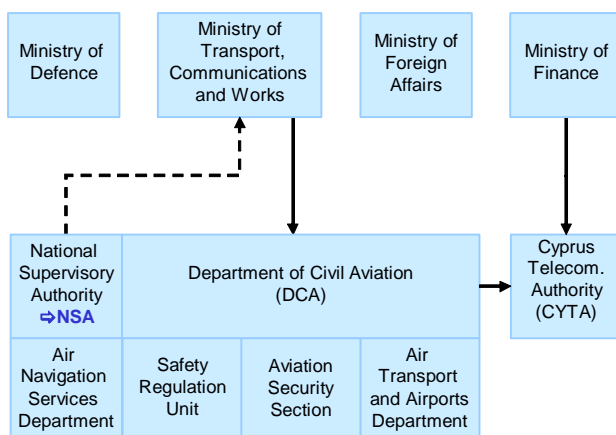 Ministry of
Defence
Ministry of
Transport,
Communications
and Works
Ministry of
Foreign
Affairs
Ministry of
Finance
National
Supervisory
Authority
⇨NSA
Department of Civil Aviation
(DCA)
Cyprus
Telecom.
Authority
(CYTA)
Air
Navigation
Services
Department
Safety
Regulation
Unit
Aviation
Security
Section
Air
Transport
and Airports
Department